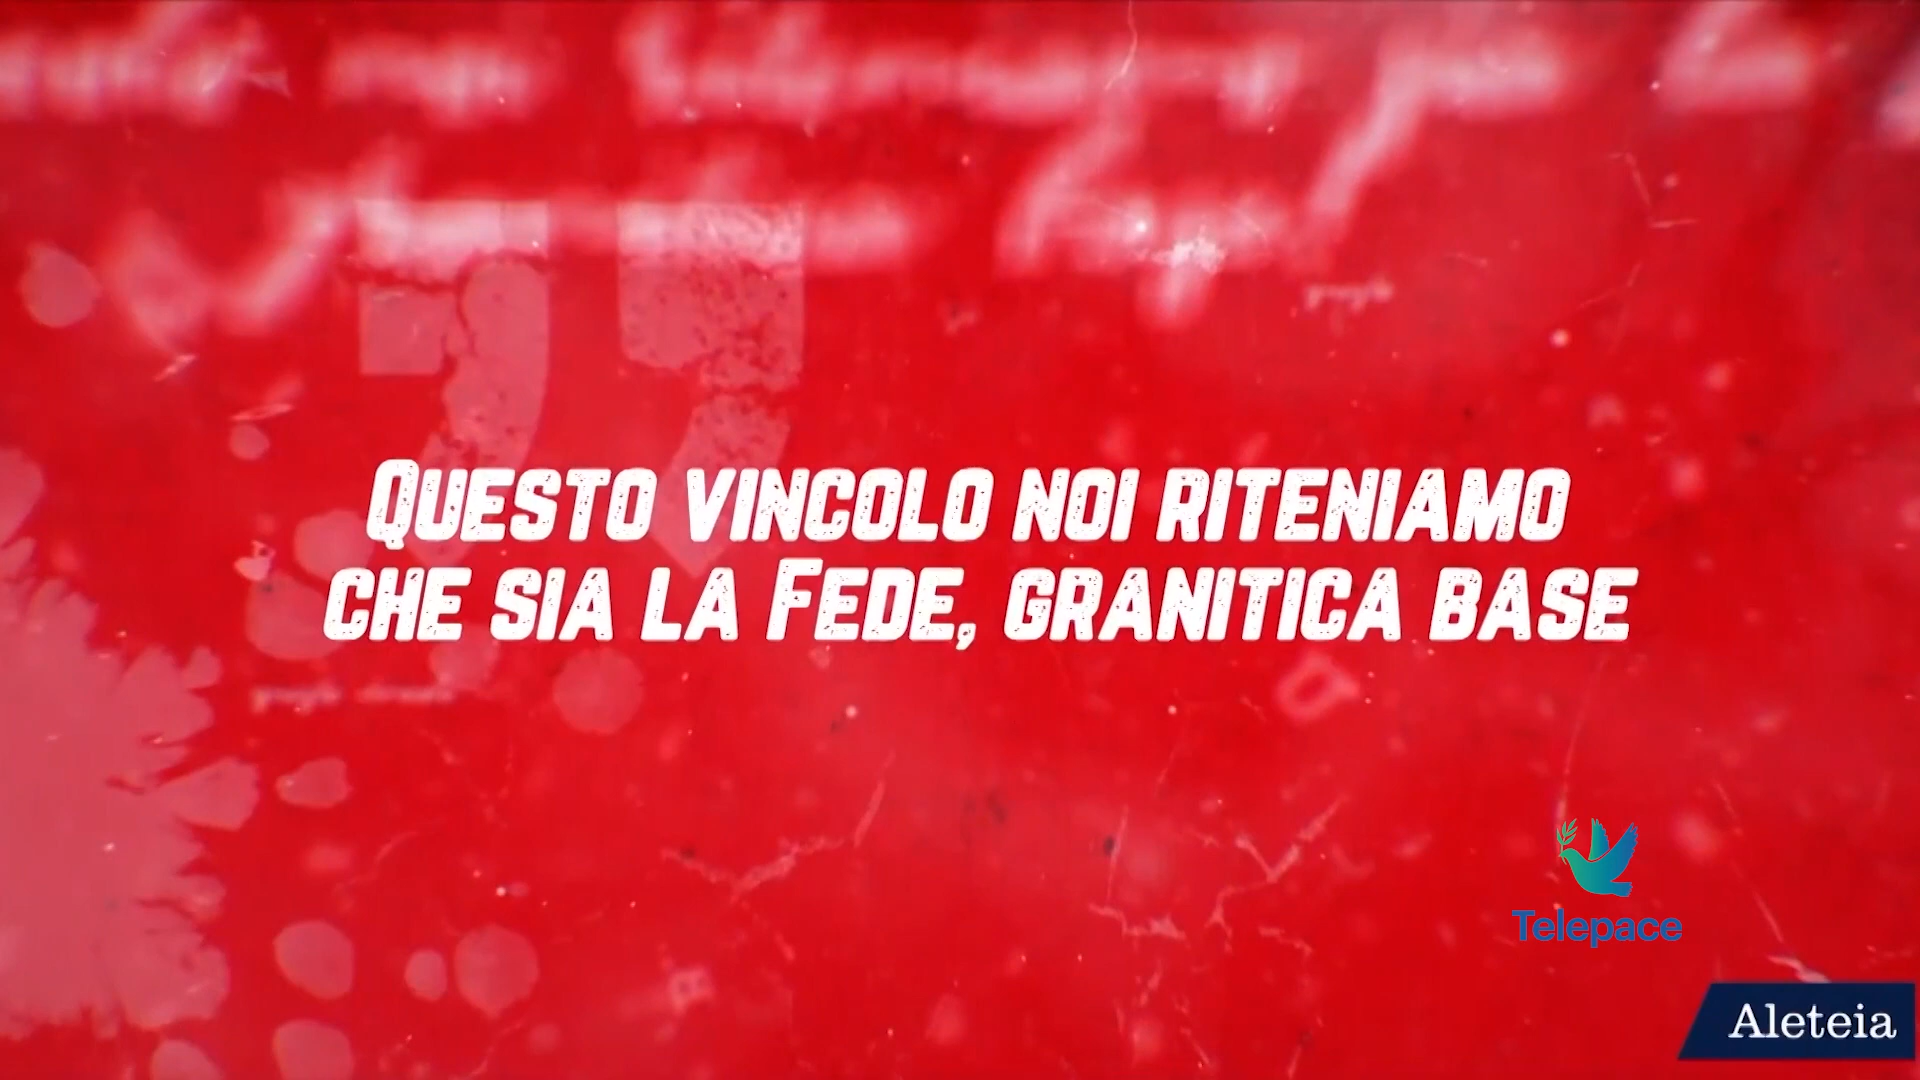 Questo vincolo noi riteniamo
che sia la Fede, granitica base
Telepace
Aleteia